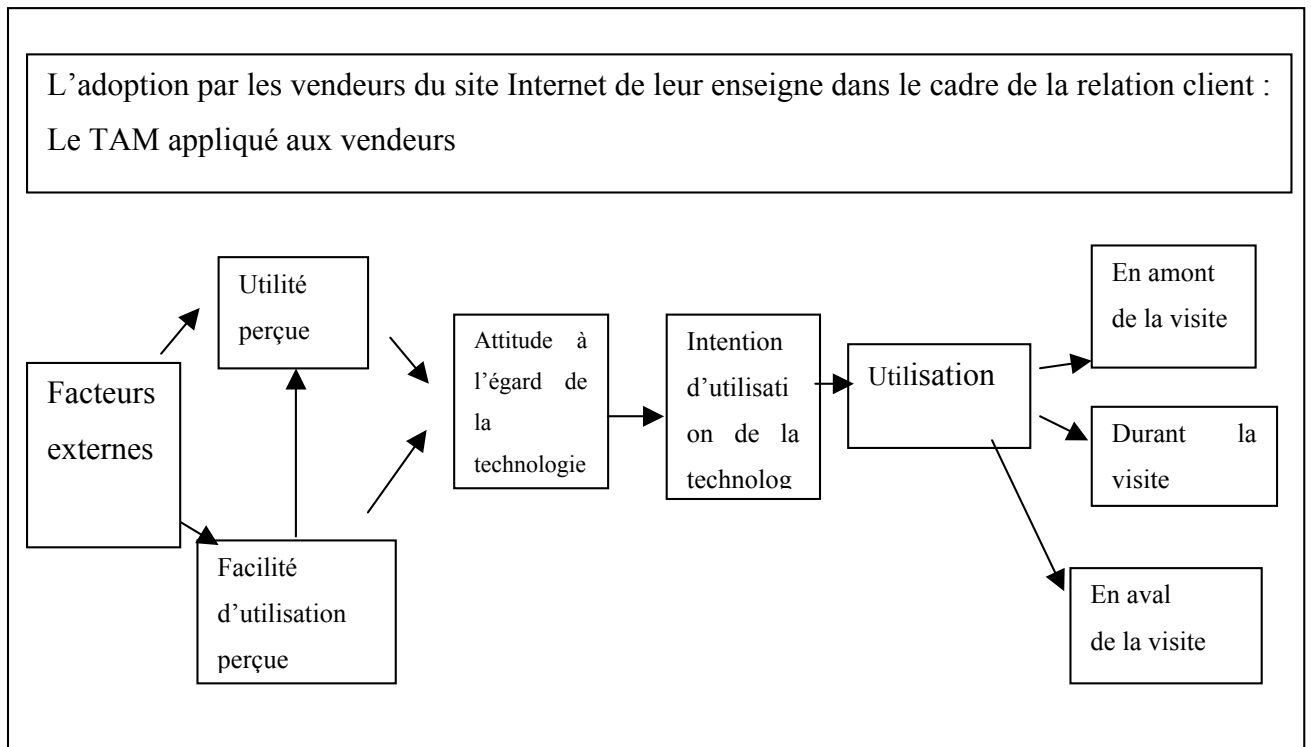 L’adoption par les vendeurs du site Internet de leur enseigne dans le cadre de la relation client :
Le TAM appliqué aux vendeurs
Facteurs
externes
Utilité
perçue
Facilité
d’utilisation
perçue
Attitude à
l’égard de
la
technologie
Intention
d’utilisati
on de la
technolog
Utilisation
En amont
de la visite
Durant la
visite
En aval
de la visite